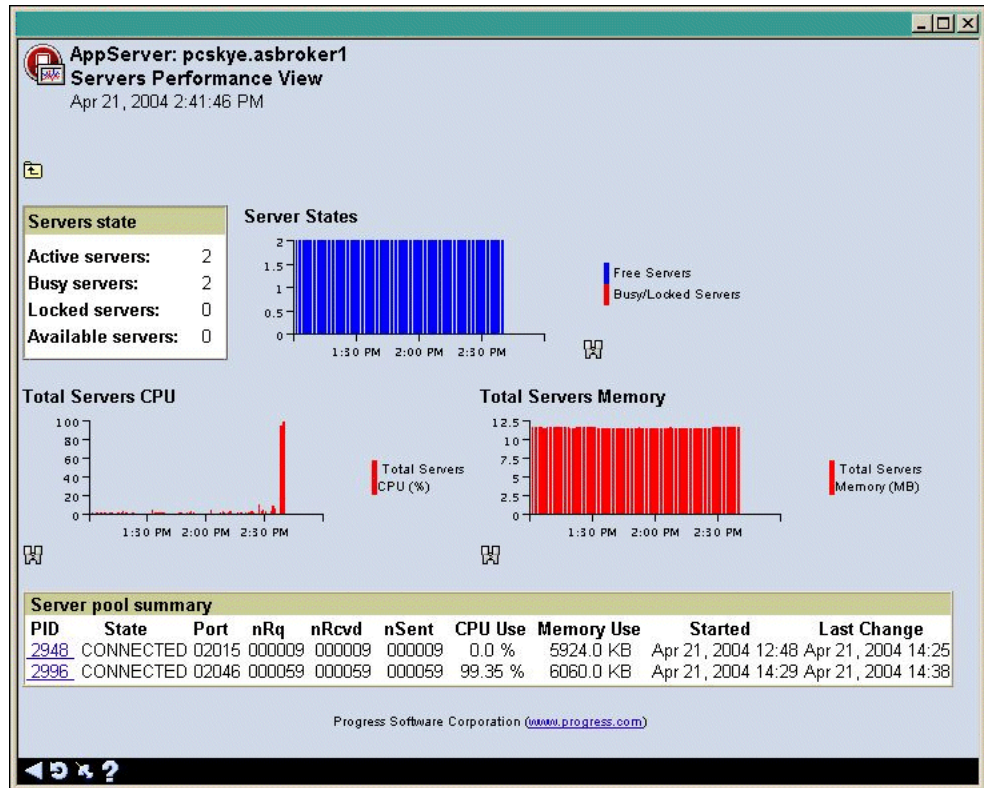 AppServer: pcskye.asbroker1
Servers Performance View
Apr 21, 2004 2:41:46 PM
Servers state
Active servers: 2
Busy servers: 2
Locked servers: 0
Available servers: 0
Server States
2
1.5
1
0.5
0
1:30 PM 2:00 PM 2:30 PM
Free Servers
Busy/Locked Servers
Total Servers CPU
100
80
60
40
20
0
1:30 PM 2:00 PM 2:30 PM
Total Servers
CPU (%)
Total Servers Memory
12.5
10
7.5
5
2.5
0
1:30 PM 2:00 PM 2:30 PM
Total Servers
Memory (MB)
Server pool summary
PID State Port nRq nRcvd nSent CPU Use Memory Use Started Last Change
2948 CONNECTED 02015 000009 000009 000009 0.0 % 5924.0 KB Apr 21, 2004 12:48 Apr 21, 2004 14:25
2996 CONNECTED 02046 000059 000059 000059 99.35 % 6060.0 KB Apr 21, 2004 14:29 Apr 21, 2004 14:38
Progress Software Corporation (www.progress.com)